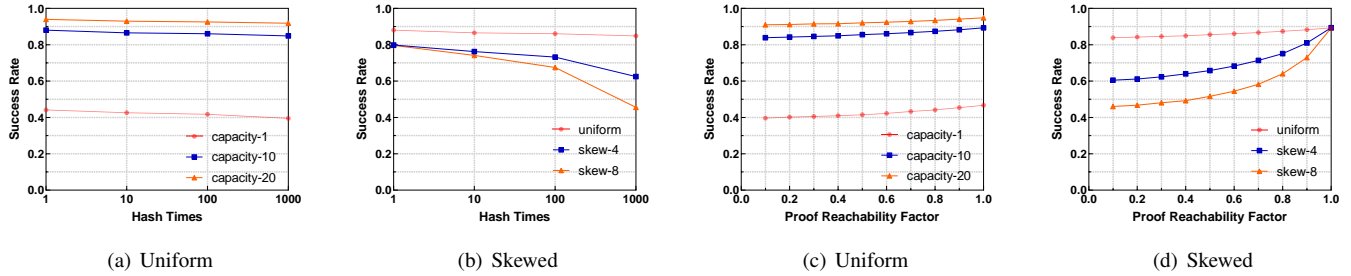 Success Rate
1.0
0.8
0.6
0.4
0.2
0.0
capacity-1
capacity-10
capacity-20
1 10 100 1000
Hash Times
(a) Uniform
Success Rate
1.0
0.8
0.6
0.4
0.2
0.0
uniform
skew-4
skew-8
1 10 100 1000
Hash Times
(b) Skewed
Success Rate
1.0
0.8
0.6
0.4
0.2
0.0
capacity-1
capacity-10
capacity-20
0.0 0.2 0.4 0.6 0.8 1.0
Proof Reachability Factor
(c) Uniform
Success Rate
1.0
0.8
0.6
0.4
0.2
0.0
uniform
skew-4
skew-8
0.0 0.2 0.4 0.6 0.8 1.0
Proof Reachability Factor
(d) Skewed